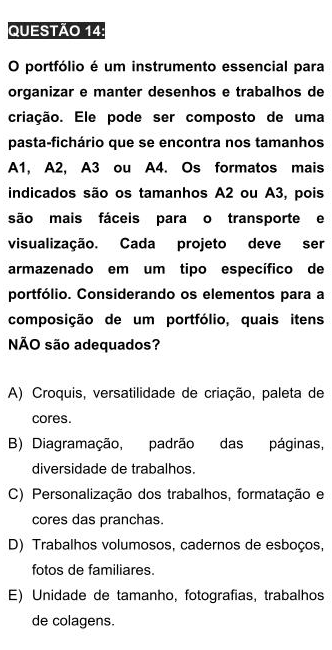 QUESTÃO 14:
O portfólio é um instrumento essencial para
organizar e manter desenhos e trabalhos de
criação. Ele pode ser composto de uma
pasta-fichário que se encontra nos tamanhos
A1, A2, A3 ou A4. Os formatos mais
indicados são os tamanhos A2 ou A3, pois
são mais fáceis para o transporte e
visualização. Cada projeto deve ser
armazenado em um tipo específico de
portfólio. Considerando os elementos para a
composição de um portfólio, quais itens
NÃO são adequados?
A) Croquis, versatilidade de criação, paleta de
cores.
B) Diagramação, padrão das páginas,
diversidade de trabalhos.
C) Personalização dos trabalhos, formatação e
cores das pranchas.
D) Trabalhos volumosos, cadernos de esboços,
fotos de familiares.
E) Unidade de tamanho, fotografias, trabalhos
de colagens.